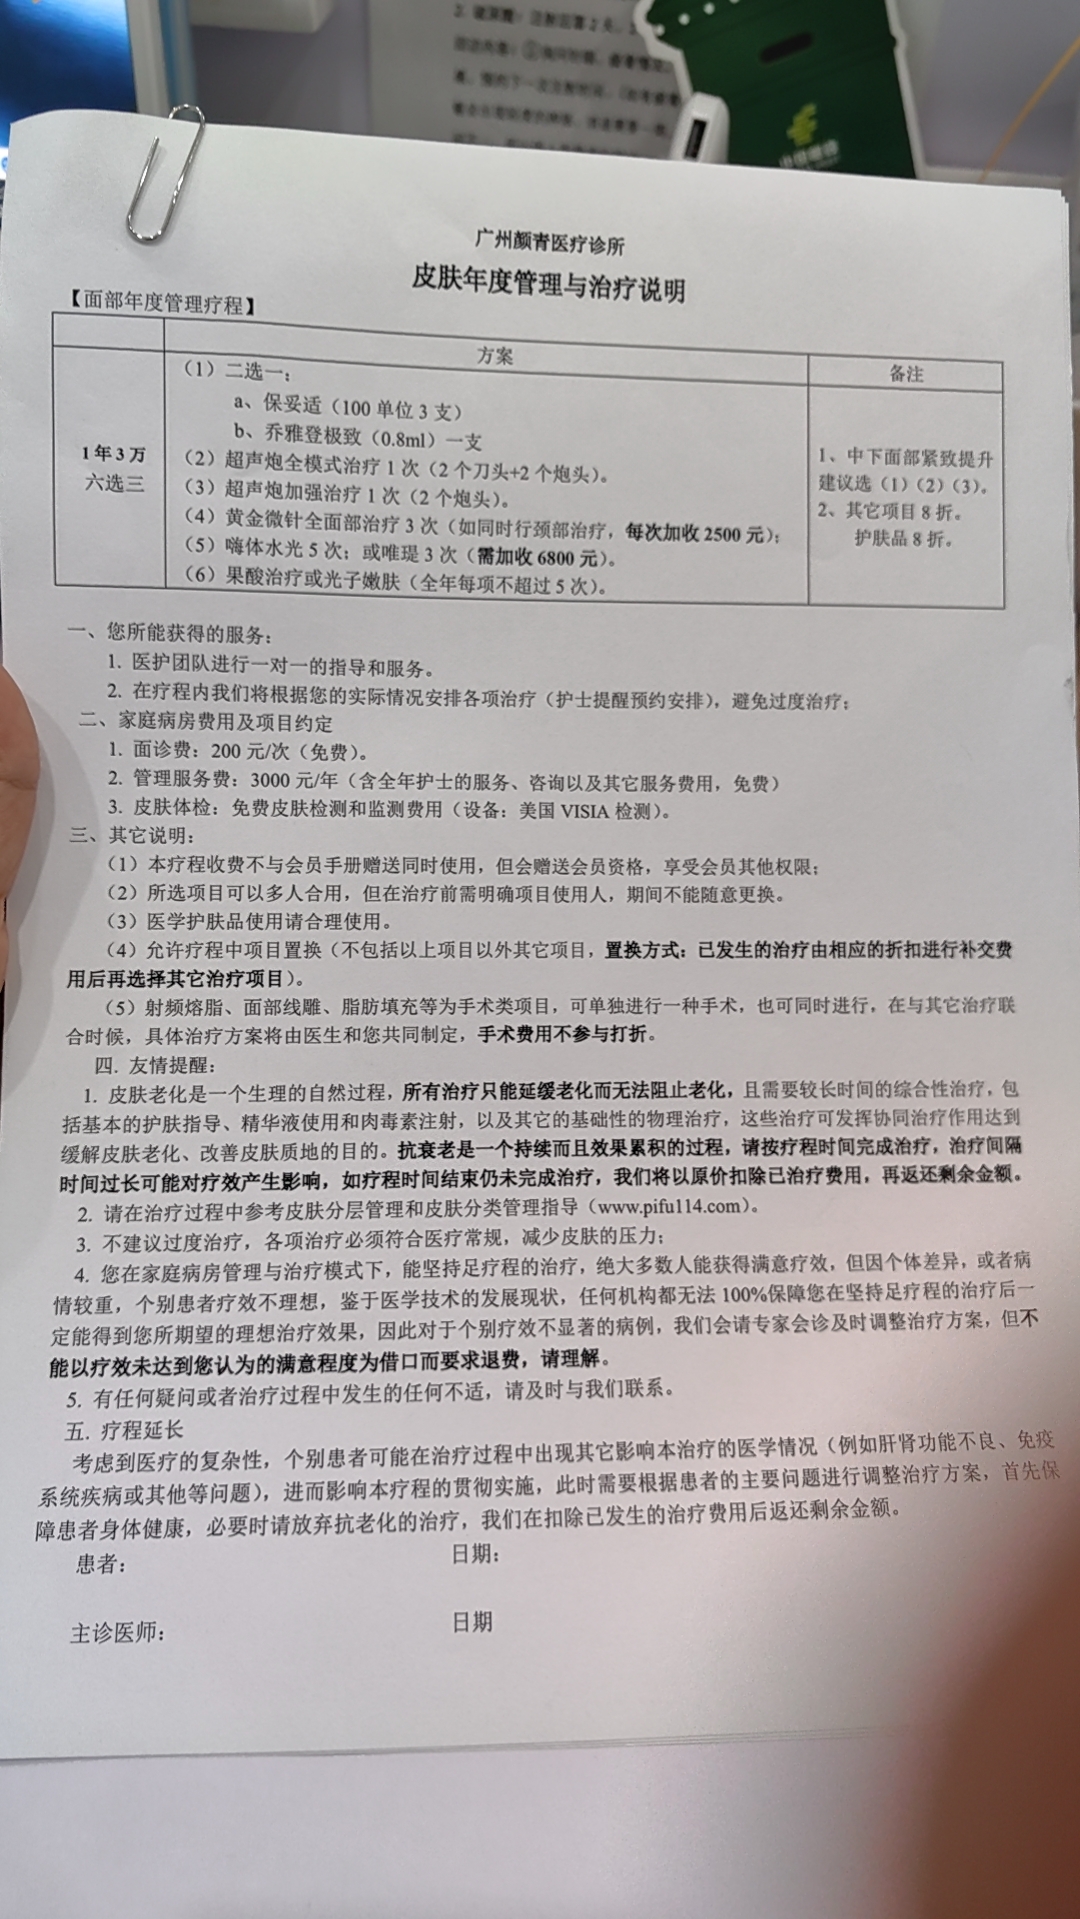 2. 玻尿酸：注射后第2天，
广州颜青医疗诊所
皮肤年度管理与治疗说明
【面部年度管理疗程】
方案
备注
1年3万
六选三
（1）二选一：
a、保妥适（100 单位 3 支）
b、乔雅登极致（0.8ml）一支
（2）超声炮全模式治疗 1 次（2 个刀头+2 个炮头）。
（3）超声炮加强治疗 1 次（2 个炮头）。
（4）黄金微针全面部治疗 3 次（如同时行颈部治疗，每次加收 2500 元）；
（5）嗨体水光 5 次；或唯瑅 3 次（需加收 6800 元）。
（6）果酸治疗或光子嫩肤（全年每项不超过 5 次）。
1、中下面部紧致提升
建议选（1）（2）（3）。
2、其它项目 8 折。
护肤品 8 折。
一、您所能获得的服务：
1. 医护团队进行一对一的指导和服务。
2. 在疗程内我们将根据您的实际情况安排各项治疗（护士提醒预约安排），避免过度治疗；
二、家庭病房费用及项目约定
1. 面诊费：200 元/次（免费）。
2. 管理服务费：3000 元/年（含全年护士的服务、咨询以及其它服务费用，免费）
3. 皮肤体检：免费皮肤检测和监测费用（设备：美国 VISIA 检测）。
三、其它说明：
（1）本疗程收费不与会员手册赠送同时使用，但会赠送会员资格，享受会员其他权限；
（2）所选项目可以多人合用，但在治疗前需明确项目使用人，期间不能随意更换。
（3）医学护肤品使用请合理使用。
（4）允许疗程中项目置换（不包括以上项目以外其它项目，置换方式：已发生的治疗由相应的折扣进行补交费
用后再选择其它治疗项目）。
（5）射频熔脂、面部线雕、脂肪填充等为手术类项目，可单独进行一种手术，也可同时进行，在与其它治疗联
合时候，具体治疗方案将由医生和您共同制定，手术费用不参与打折。
四. 友情提醒：
1. 皮肤老化是一个生理的自然过程，所有治疗只能延缓老化而无法阻止老化，且需要较长时间的综合性治疗，包
括基本的护肤指导、精华液使用和肉毒素注射，以及其它的基础性的物理治疗，这些治疗可发挥协同治疗作用达到
缓解皮肤老化、改善皮肤质地的目的。抗衰老是一个持续而且效果累积的过程，请按疗程时间完成治疗，治疗间隔
时间过长可能对疗效产生影响，如疗程时间结束仍未完成治疗，我们将以原价扣除已治疗费用，再返还剩余金额。
2. 请在治疗过程中参考皮肤分层管理和皮肤分类管理指导（www.pifu114.com）。
3. 不建议过度治疗，各项治疗必须符合医疗常规，减少皮肤的压力；
4. 您在家庭病房管理与治疗模式下，能坚持足疗程的治疗，绝大多数人能获得满意疗效，但因个体差异，或者病
情较重，个别患者疗效不理想，鉴于医学技术的发展现状，任何机构都无法 100%保障您在坚持足疗程的治疗后一
定能得到您所期望的理想治疗效果，因此对于个别疗效不显著的病例，我们会请专家会诊及时调整治疗方案，但不
能以疗效未达到您认为的满意程度为借口而要求退费，请理解。
5. 有任何疑问或者治疗过程中发生的任何不适，请及时与我们联系。
五. 疗程延长
考虑到医疗的复杂性，个别患者可能在治疗过程中出现其它影响本治疗的医学情况（例如肝肾功能不良、免疫
系统疾病或其他等问题），进而影响本疗程的贯彻实施，此时需要根据患者的主要问题进行调整治疗方案，首先保
障患者身体健康，必要时请放弃抗老化的治疗，我们在扣除已发生的治疗费用后返还剩余金额。
患者：
日期：
主诊医师：
日期